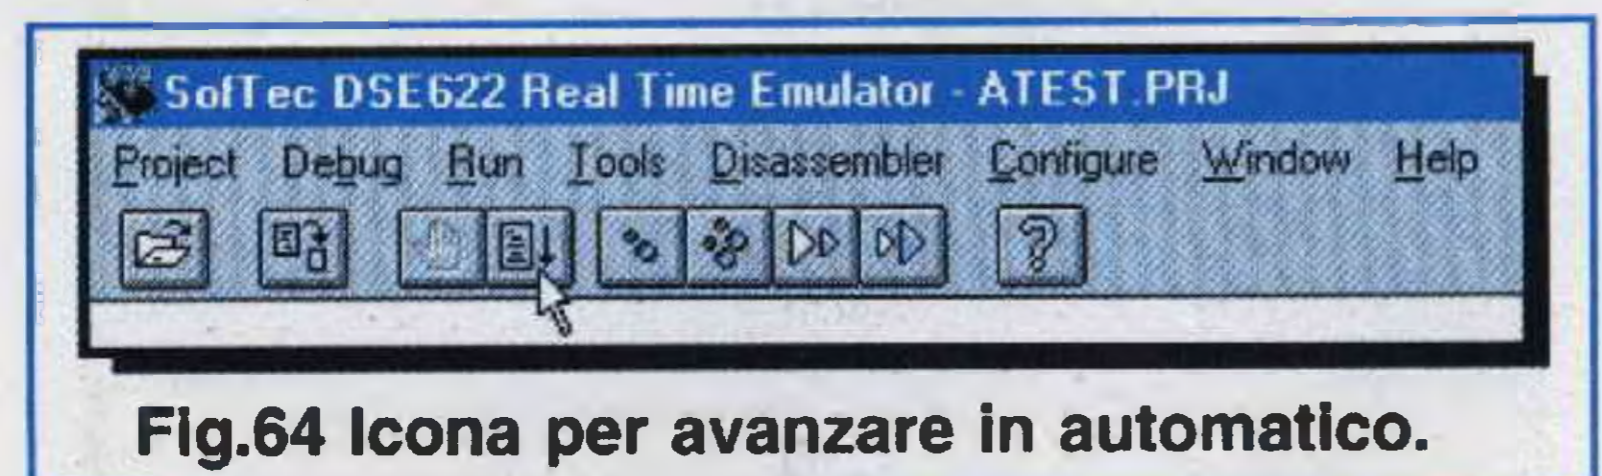 SofTec DSE622 Real Time Emulator - ATEST.PRJ
Project Debug Run Tools Disassembler Configure Window Help
?
Fig.64 Icona per avanzare in automatico.